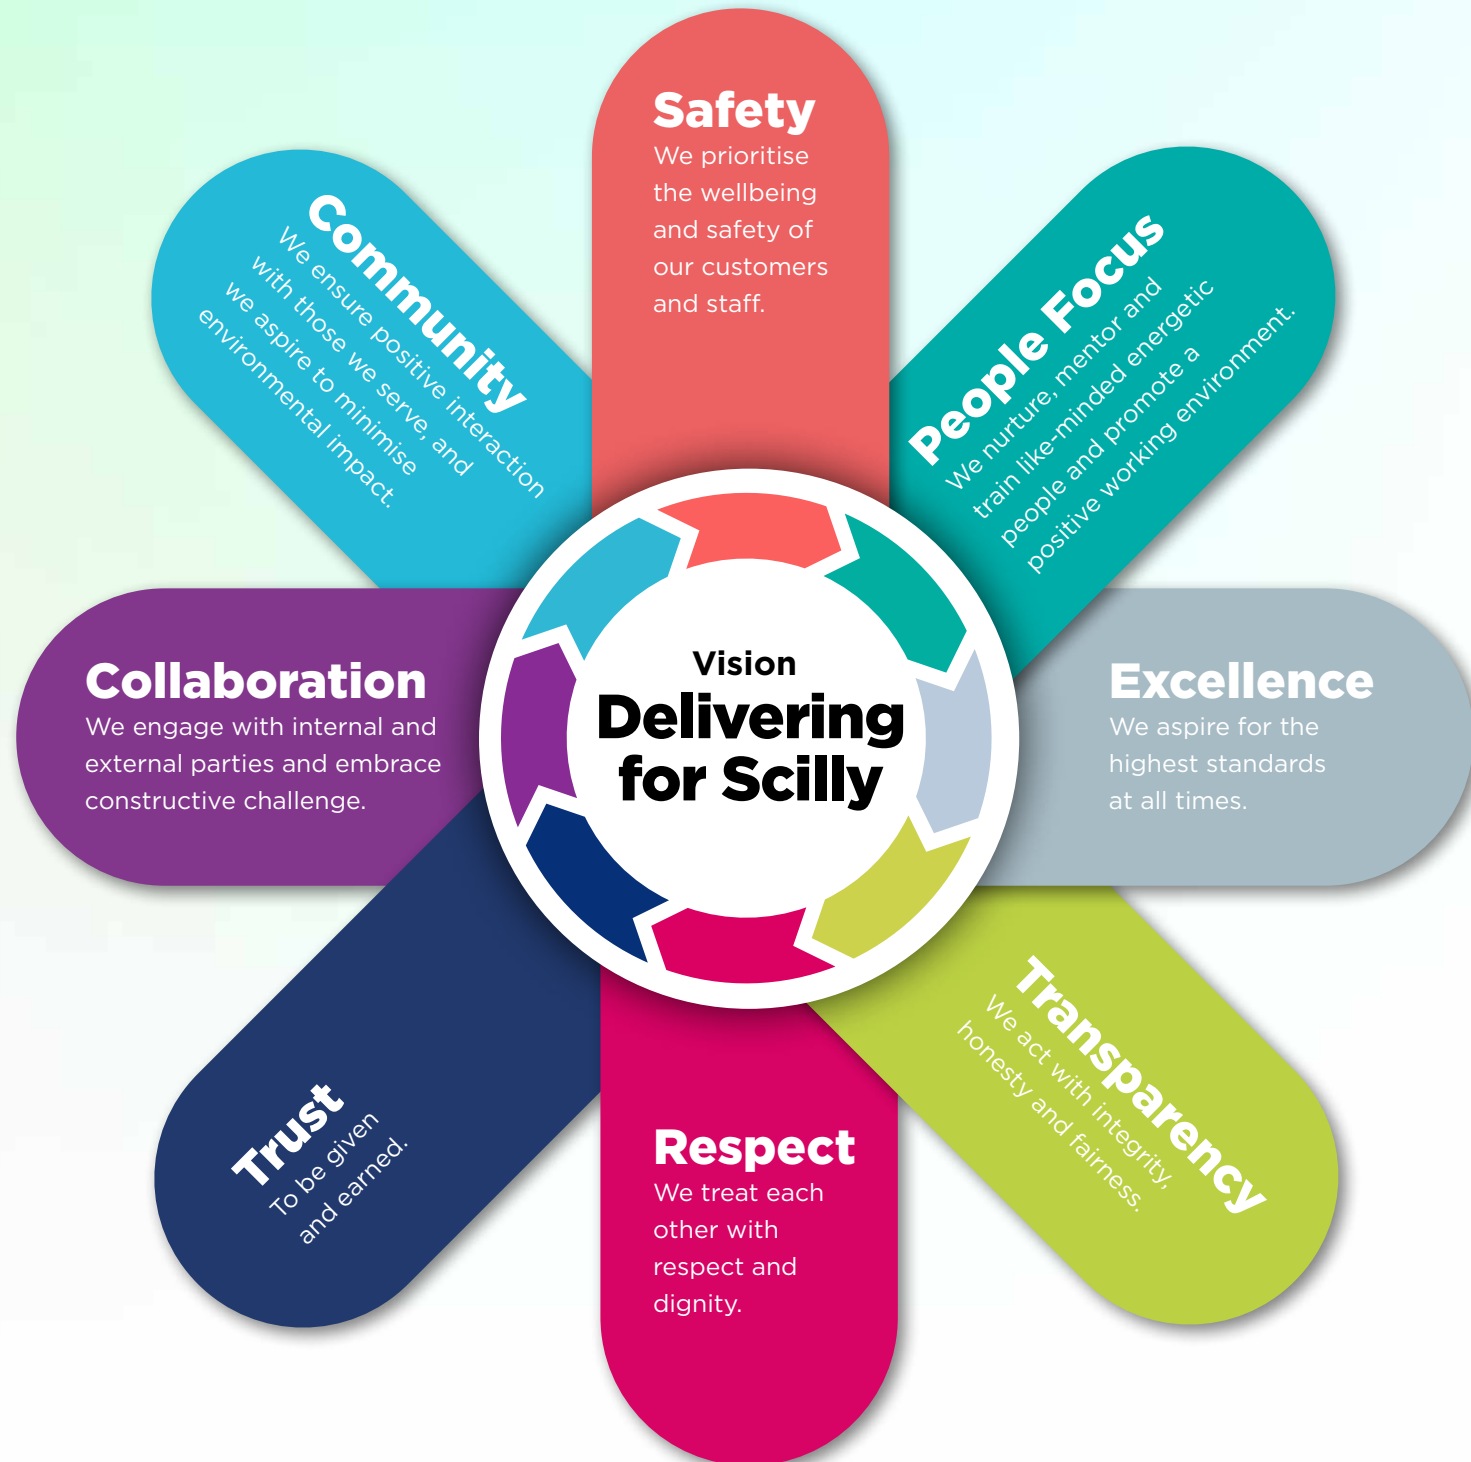 Safety
We prioritise
the wellbeing
and safety of
our customers
and staff.
People Focus
We nurture, mentor and
train like-minded energetic
people and promote a
positive working environment.
Excellence
We aspire for the
highest standards
at all times.
Transparency
We act with integrity,
honesty and fairness.
Respect
We treat each
other with
respect and
dignity.
Trust
To be given
and earned.
Collaboration
We engage with internal and
external parties and embrace
constructive challenge.
Community
We ensure positive interaction
with those we serve, and
we aspire to minimise
environmental impact.
Vision
Delivering
for Scilly